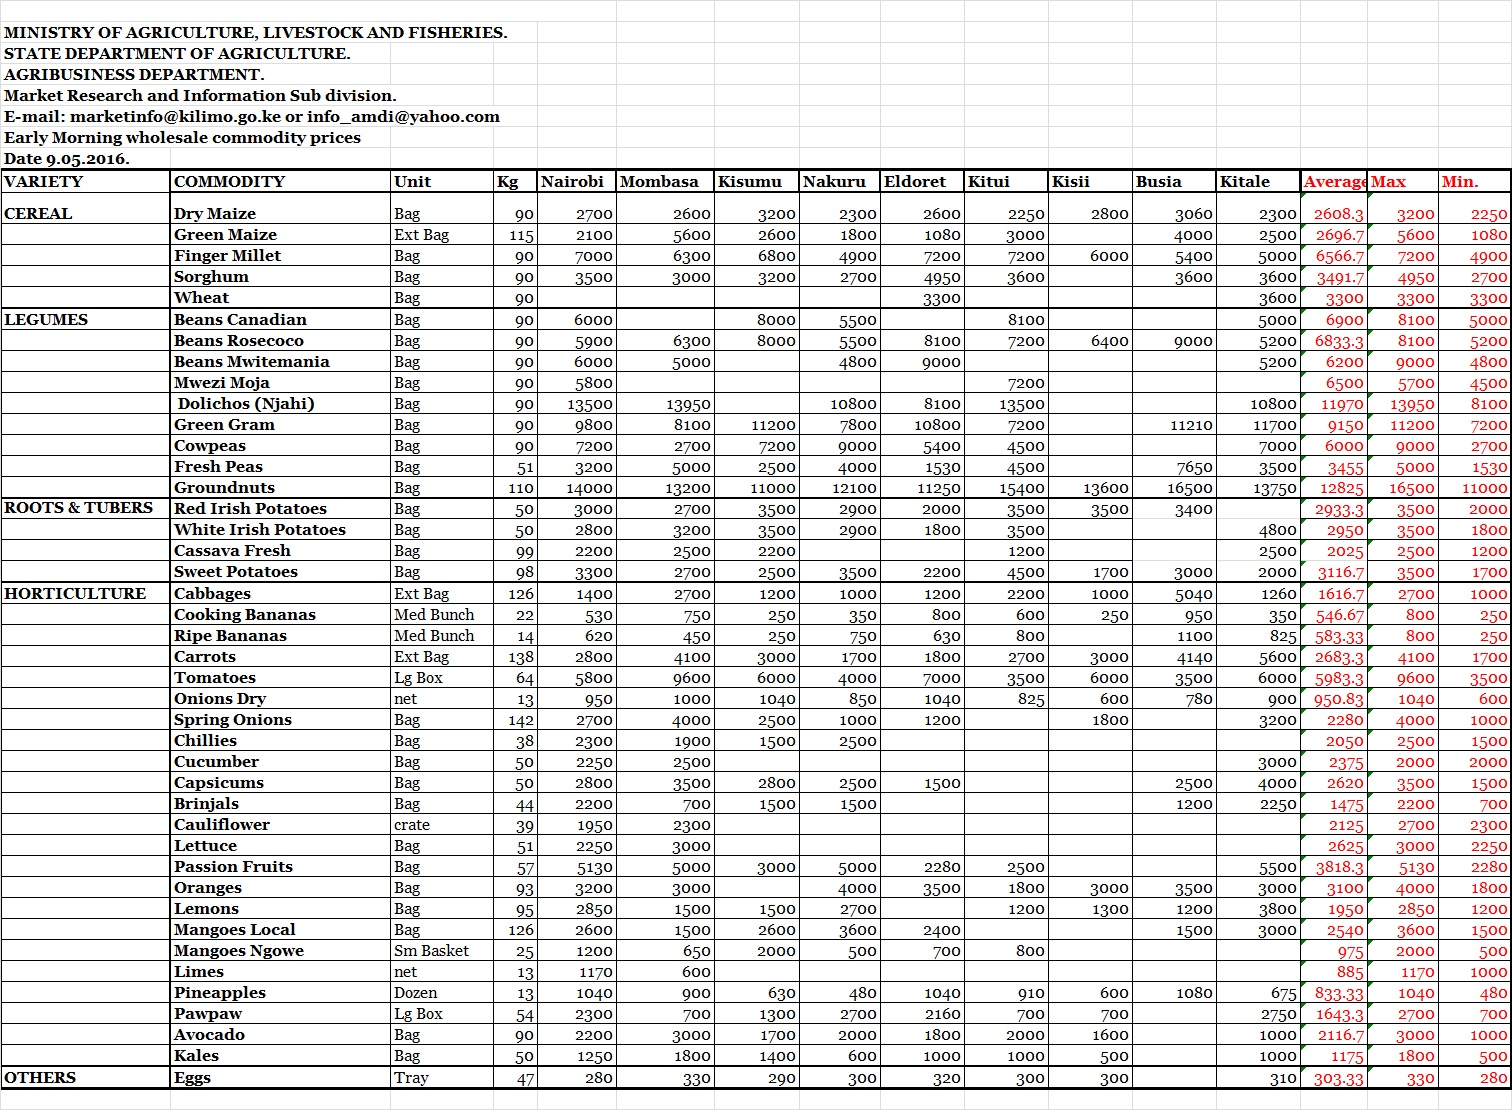 MINISTRY OF AGRICULTURE, LIVESTOCK AND FISHERIES.
STATE DEPARTMENT OF AGRICULTURE.
AGRIBUSINESS DEPARTMENT.
Market Research and Information Sub division.
E-mail: marketinfo@kilimo.go.ke or info_amdi@yahoo.com
Early Morning wholesale commodity prices
Date 9.05.2016.
VARIETY COMMODITY Unit Kg Nairobi Mombasa Kisumu Nakuru Eldoret Kitui Kisii Busia Kitale Average Max Min.
CEREAL Dry Maize Bag 90 2700 2600 3200 2300 2600 2250 2800 3060 2300 2608.3 3200 2250
Green Maize Ext Bag 115 2100 5600 2600 1800 1080 3000 4000 2500 2696.7 5600 1080
Finger Millet Bag 90 7000 6300 6800 4900 7200 7200 6000 5400 5000 6566.7 7200 4900
Sorghum Bag 90 3500 3000 3200 2700 4950 3600 3600 3600 3491.7 4950 2700
Wheat Bag 90 3300 3600 3300 3300 3300
LEGUMES Beans Canadian Bag 90 6000 8000 5500 8100 5000 6900 8100 5000
Beans Rosecoco Bag 90 5900 6300 8000 5500 8100 7200 6400 9000 5200 6833.3 8100 5200
Beans Mwitemania Bag 90 6000 5000 4800 9000 5200 6200 9000 4800
Mwezi Moja Bag 90 5800 7200 6500 5700 4500
Dolichos (Njahi) Bag 90 13500 13950 10800 8100 13500 10800 11970 13950 8100
Green Gram Bag 90 9800 8100 11200 7800 10800 7200 11210 11700 9150 11200 7200
Cowpeas Bag 90 7200 2700 7200 9000 5400 4500 7000 6000 9000 2700
Fresh Peas Bag 51 3200 5000 2500 4000 1530 4500 7650 3500 3455 5000 1530
Groundnuts Bag 110 14000 13200 11000 12100 11250 15400 13600 16500 13750 12825 16500 11000
ROOTS & TUBERS Red Irish Potatoes Bag 50 3000 2700 3500 2900 2000 3500 3500 3400 2933.3 3500 2000
White Irish Potatoes Bag 50 2800 3200 3500 2900 1800 3500 4800 2950 3500 1800
Cassava Fresh Bag 99 2200 2500 2200 1200 2500 2025 2500 1200
Sweet Potatoes Bag 98 3300 2700 2500 3500 2200 4500 1700 3000 2000 3116.7 3500 1700
HORTICULTURE Cabbages Ext Bag 126 1400 2700 1200 1000 1200 2200 1000 5040 1260 1616.7 2700 1000
Cooking Bananas Med Bunch 22 530 750 250 350 800 600 250 950 350 546.67 800 250
Ripe Bananas Med Bunch 14 620 450 250 750 630 800 1100 825 583.33 800 250
Carrots Ext Bag 138 2800 4100 3000 1700 1800 2700 3000 4140 5600 2683.3 4100 1700
Tomatoes Lg Box 64 5800 9600 6000 4000 7000 3500 6000 3500 6000 5983.3 9600 3500
Onions Dry net 13 950 1000 1040 850 1040 825 600 780 900 950.83 1040 600
Spring Onions Bag 142 2700 4000 2500 1000 1200 1800 3200 2280 4000 1000
Chillies Bag 38 2300 1900 1500 2500 2050 2500 1500
Cucumber Bag 50 2250 2500 3000 2375 2000 2000
Capsicums Bag 50 2800 3500 2800 2500 1500 2500 4000 2620 3500 1500
Brinjals Bag 44 2200 700 1500 1500 1200 2250 1475 2200 700
Cauliflower crate 39 1950 2300 2125 2700 2300
Lettuce Bag 51 2250 3000 2625 3000 2250
Passion Fruits Bag 57 5130 5000 3000 5000 2280 2500 5500 3818.3 5130 2280
Oranges Bag 93 3200 3000 4000 3500 1800 3000 3500 3000 3100 4000 1800
Lemons Bag 95 2850 1500 1500 2700 1200 1300 1200 3800 1950 2850 1200
Mangoes Local Bag 126 2600 1500 2600 3600 2400 1500 3000 2540 3600 1500
Mangoes Ngowe Sm Basket 25 1200 650 2000 500 700 800 975 2000 500
Limes net 13 1170 600 885 1170 1000
Pineapples Dozen 13 1040 900 630 480 1040 910 600 1080 675 833.33 1040 480
Pawpaw Lg Box 54 2300 700 1300 2700 2160 700 700 2750 1643.3 2700 700
Avocado Bag 90 2200 3000 1700 2000 1800 2000 1600 1000 2116.7 3000 1000
Kales Bag 50 1250 1800 1400 600 1000 1000 500 1000 1175 1800 500
OTHERS Eggs Tray 47 280 330 290 300 320 300 300 310 303.33 330 280